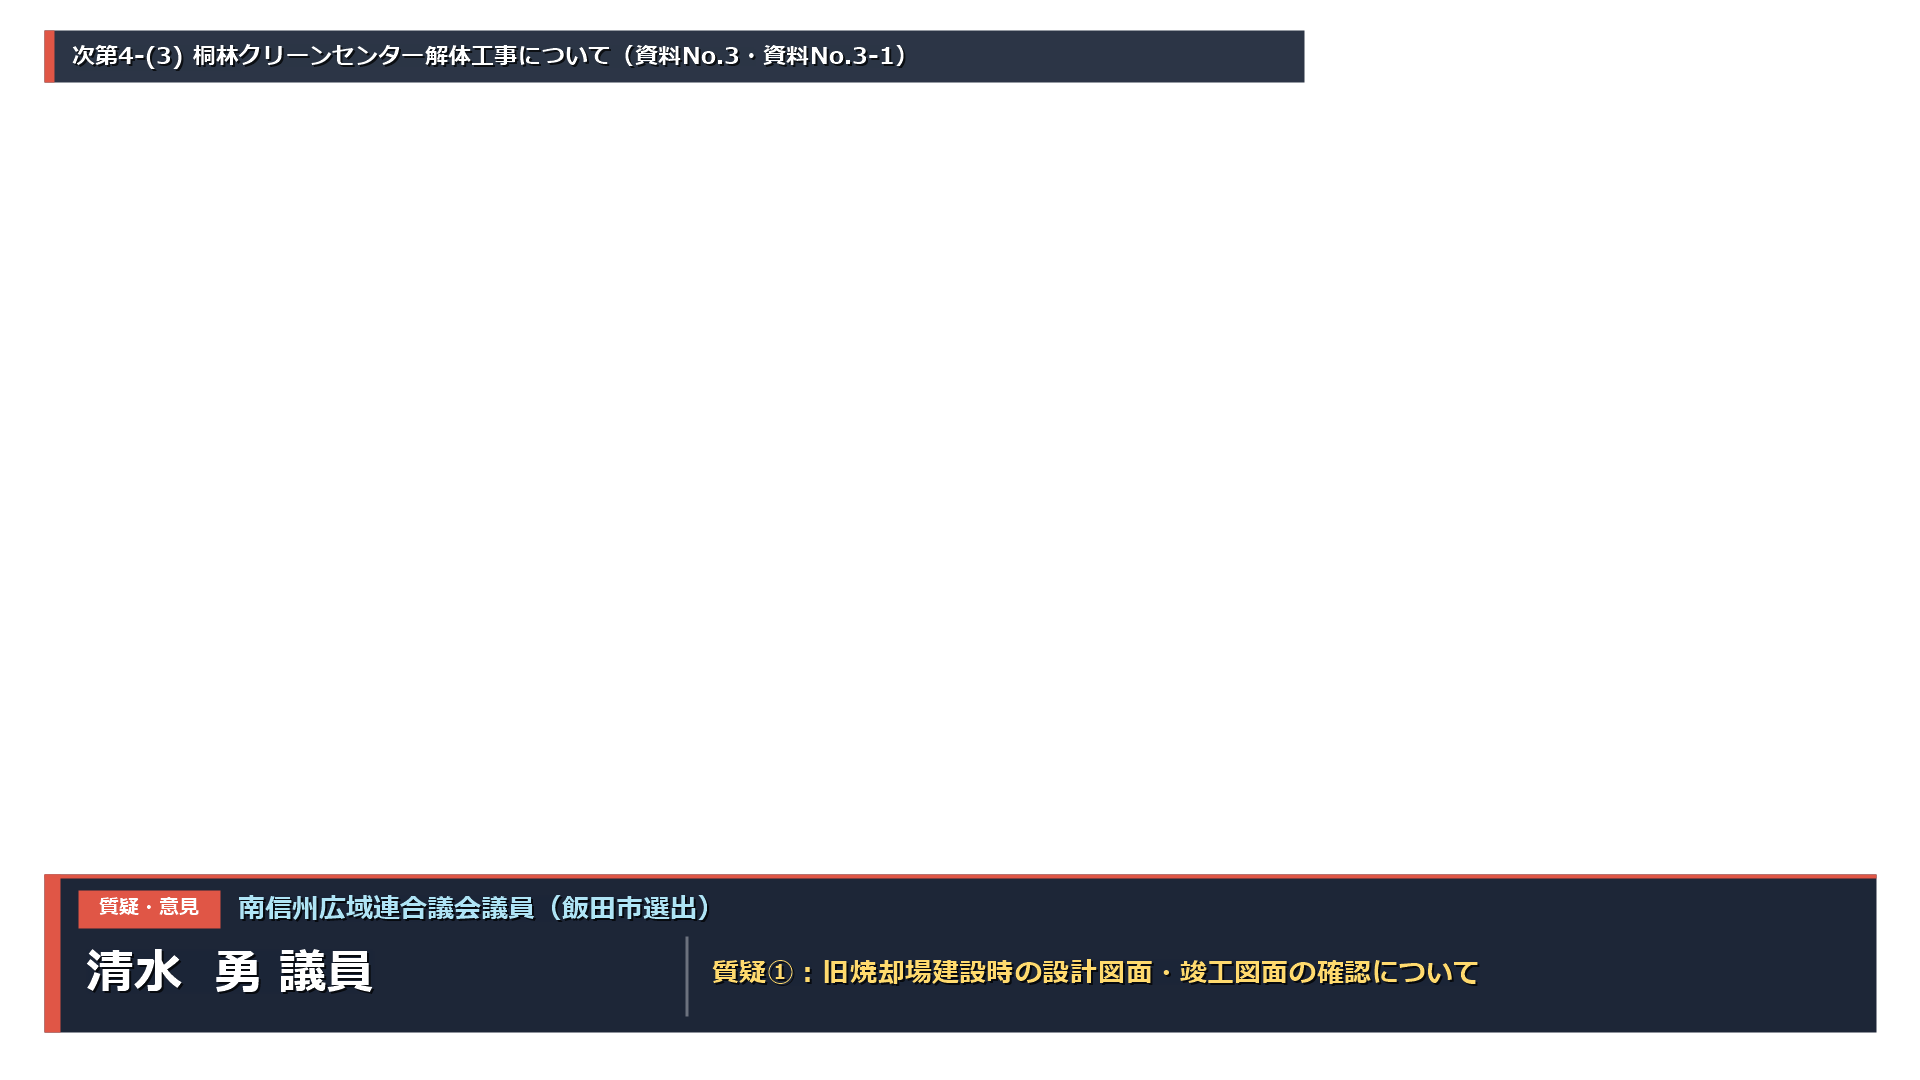 次第4-(3) 桐林クリーンセンター解体工事について（資料No.3・資料No.3-1）
質疑・意見
南信州広域連合議会議員（飯田市選出）
清水　勇 議員
質疑①：旧焼却場建設時の設計図面・竣工図面の確認について